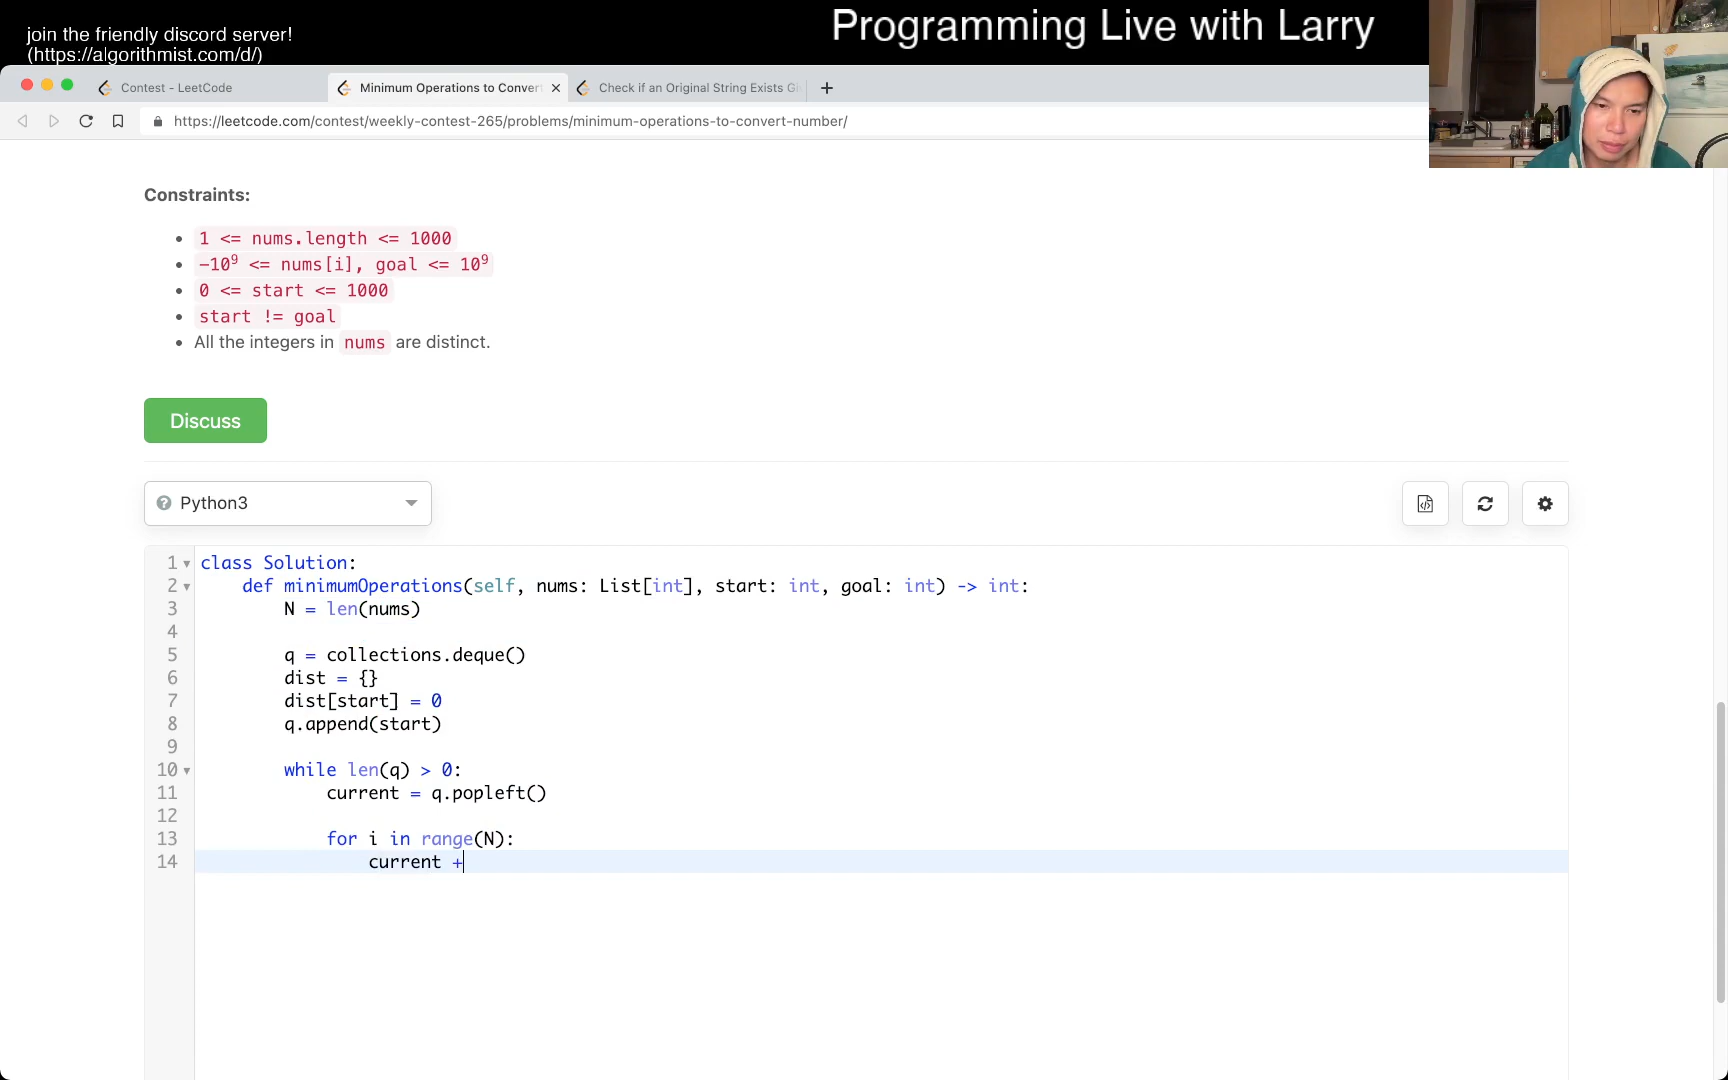 join the friendly discord server!
(https://algorithmist.com/d/)
Programming Live with Larry
Contest - LeetCode
Minimum Operations to Conver
Check if an Original String Exists Gi
https://leetcode.com/contest/weekly-contest-265/problems/minimum-operations-to-convert-number/
Constraints:
1 <= nums.length <= 1000
-10⁹ <= nums[i], goal <= 10⁹
0 <= start <= 1000
start != goal
All the integers in nums are distinct.
Discuss
Python3
1 class Solution:
2 def minimumOperations(self, nums: List[int], start: int, goal: int) -> int:
3 N = len(nums)
4
5 q = collections.deque()
6 dist = {}
7 dist[start] = 0
8 q.append(start)
9
10 while len(q) > 0:
11 current = q.popleft()
12
13 for i in range(N):
14 current +